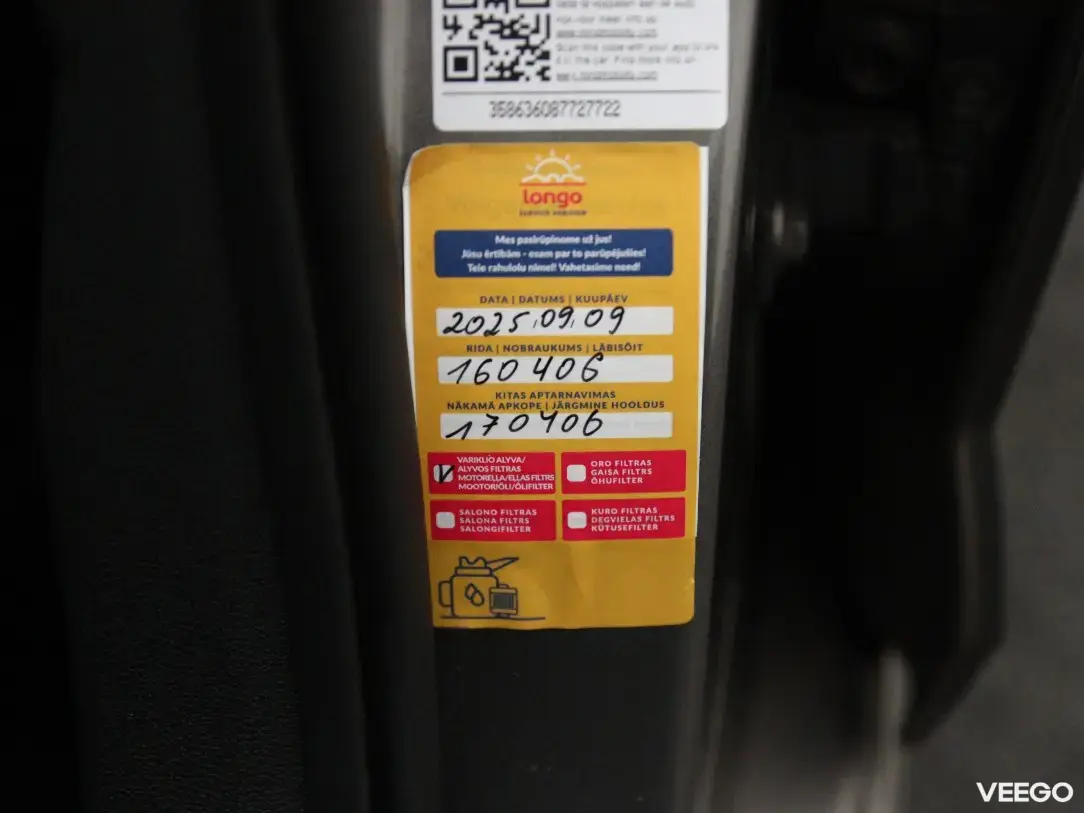 358636087727722
longo
Mes pasirūpinome už jus!
Jūsu ērtībām - esam par to parūpējušies!
Teie rahulolu nimel! Vahetasime need!
DATA | DATUMS | KUUPÄEV
2025.09.09
RIDA | NOBRAUKUMS | LÄBISÕIT
160406
KITAS APTARNAVIMAS
NĀKAMĀ APKOPE | JÄRGMINE HOOLDUS
170406
VARIKLIO ALYVA/
ALYVOS FILTRAS
MOTOREĻĻA/EĻĻAS FILTRS
MOOTORIÕLI/ÕLIFILTER
ORO FILTRAS
GAISA FILTRS
ÕHUFILTER
SALONO FILTRAS
SALONA FILTRS
SALONGIFILTER
KURO FILTRAS
DEGVIELAS FILTRS
KÜTUSEFILTER
VEEGO